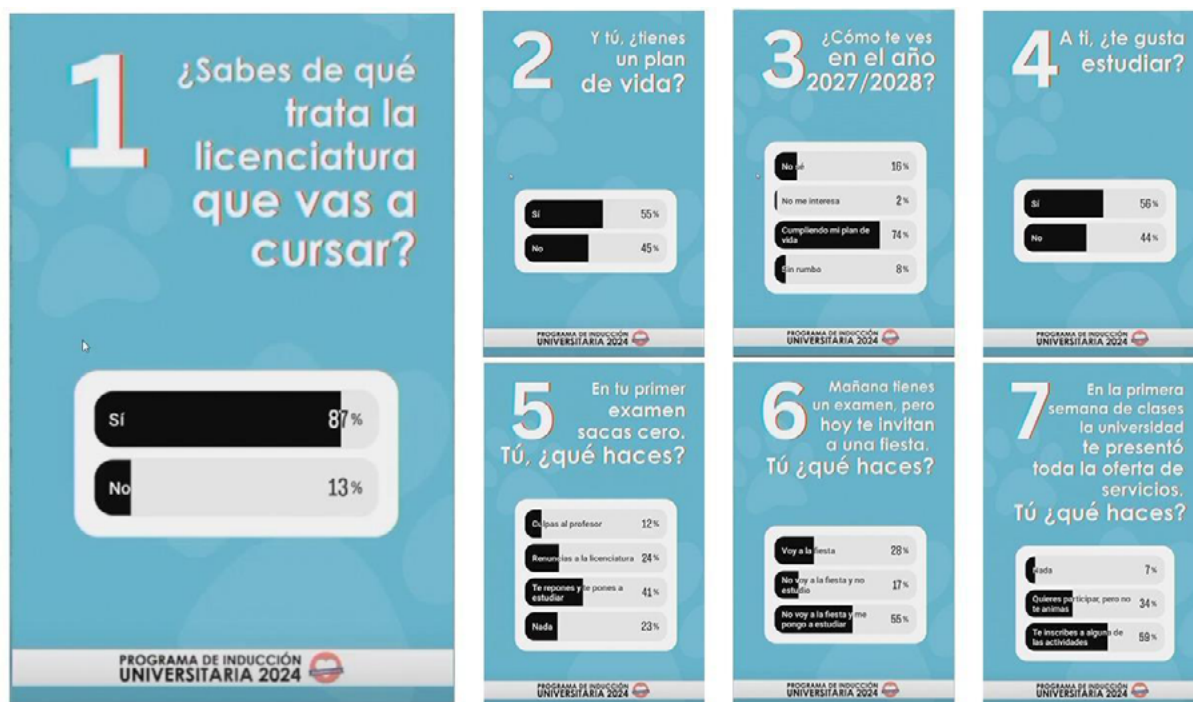 1
¿Sabes de qué
trata la
licenciatura
que vas a
cursar?
Sí 87%
No 13%
PROGRAMA DE INDUCCIÓN
UNIVERSITARIA 2024
2
Y tú, ¿tienes
un plan
de vida?
Sí 55%
No 45%
PROGRAMA DE INDUCCIÓN
UNIVERSITARIA 2024
3
¿Cómo te ves
en el año
2027/2028?
No sé 16%
No me interesa 2%
Cumpliendo mi plan de
vida 74%
Sin rumbo 8%
PROGRAMA DE INDUCCIÓN
UNIVERSITARIA 2024
4
A ti, ¿te gusta
estudiar?
Sí 56%
No 44%
PROGRAMA DE INDUCCIÓN
UNIVERSITARIA 2024
5
En tu primer
examen
sacas cero.
Tú, ¿qué haces?
Culpas al profesor 12%
Renuncias a la licenciatura 24%
Te repones y te pones a
estudiar 41%
Nada 23%
PROGRAMA DE INDUCCIÓN
UNIVERSITARIA 2024
6
Mañana tienes
un examen, pero
hoy te invitan
a una fiesta.
Tú ¿qué haces?
Voy a la fiesta 28%
No voy a la fiesta y no
estudio 17%
No voy a la fiesta y me
pongo a estudiar 55%
PROGRAMA DE INDUCCIÓN
UNIVERSITARIA 2024
7
En la primera
semana de clases
la universidad
te presentó
toda la oferta de
servicios.
Tú ¿qué haces?
Nada 7%
Quieres participar, pero no
te animas 34%
Te inscribes a alguna de
las actividades 59%
PROGRAMA DE INDUCCIÓN
UNIVERSITARIA 2024